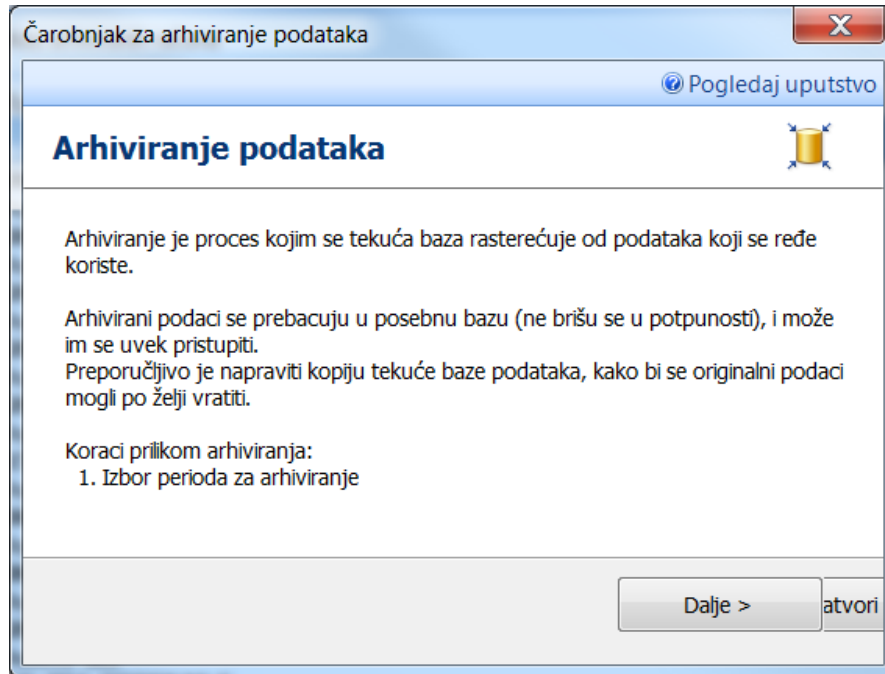 Čarobnjak za arhiviranje podataka
Pogledaj uputstvo
Arhiviranje podataka
Arhiviranje je proces kojim se tekuća baza rasterećuje od podataka koji se ređe
koriste.
Arhivirani podaci se prebacuju u posebnu bazu (ne brišu se u potpunosti), i može
im se uvek pristupiti.
Preporučljivo je napraviti kopiju tekuće baze podataka, kako bi se originalni podaci
mogli po želji vratiti.
Koraci prilikom arhiviranja:
1. Izbor perioda za arhiviranje
Dalje > atvori